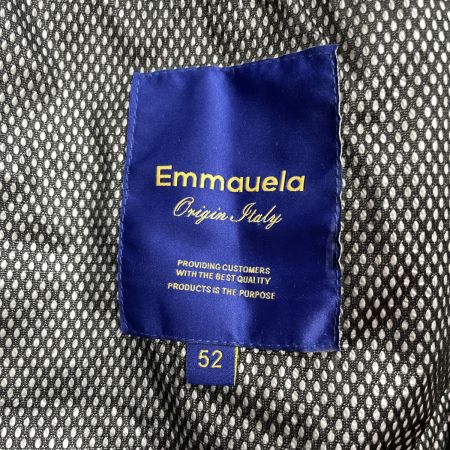 Emmauela
Origin Italy
PROVIDING CUSTOMERS
WITH THE BEST QUALITY
PRODUCTS IS THE PURPOSE
52